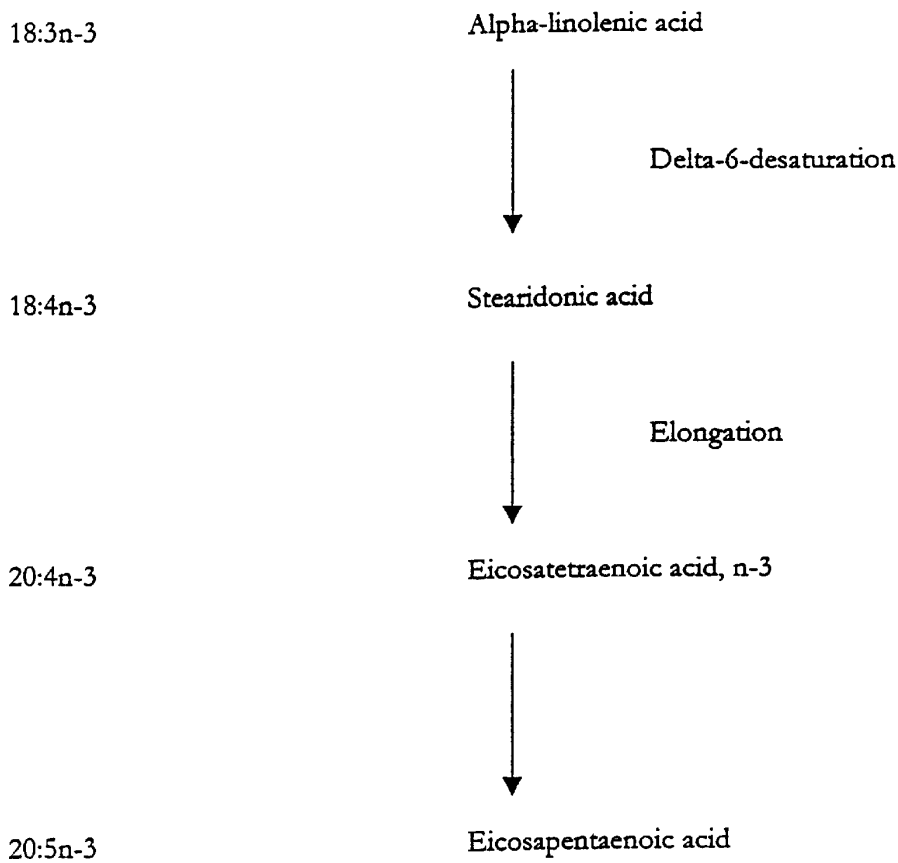 18:3n-3 Alpha-linolenic acid
Delta-6-desaturation
18:4n-3 Stearidonic acid
Elongation
20:4n-3 Eicosatetraenoic acid, n-3
20:5n-3 Eicosapentaenoic acid